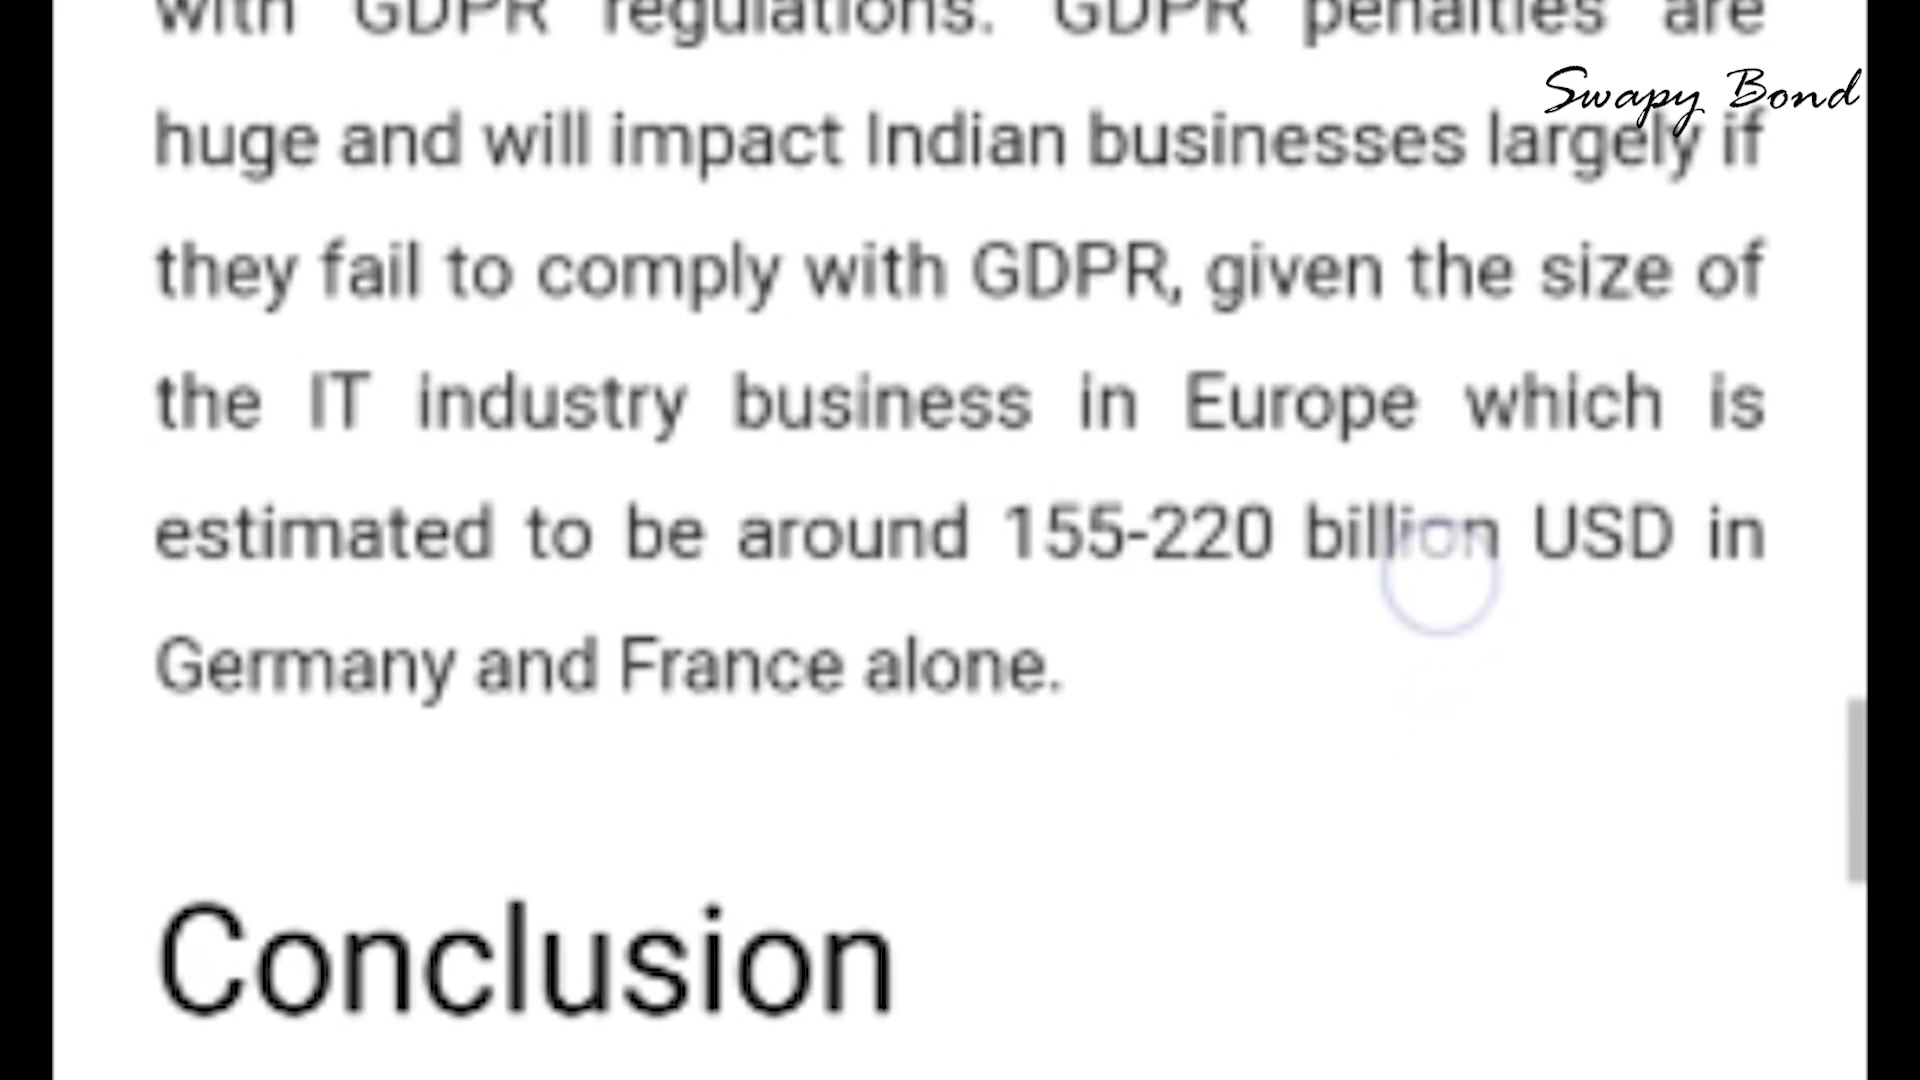 with GDPR regulations. GDPR penalties are
Swapy Bond
huge and will impact Indian businesses largely if
they fail to comply with GDPR, given the size of
the IT industry business in Europe which is
estimated to be around 155-220 billion USD in
Germany and France alone.
Conclusion